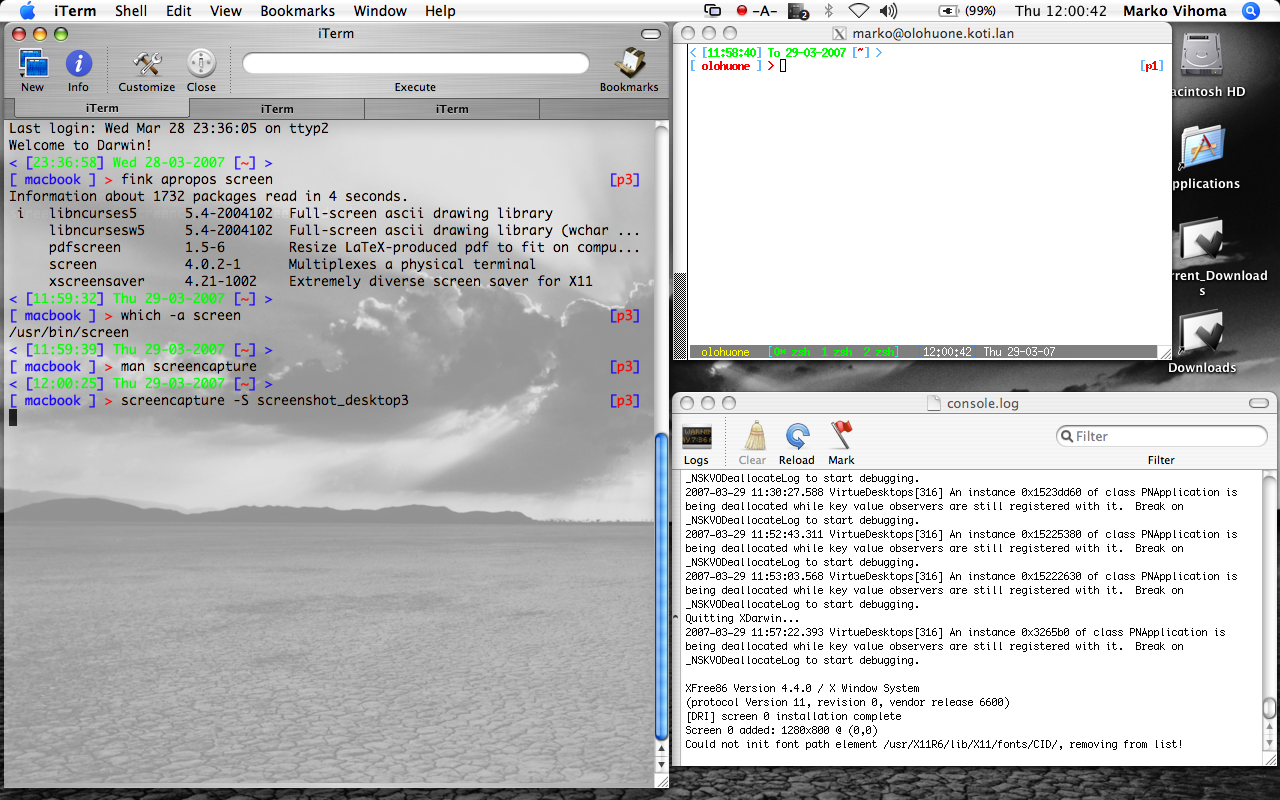 iTerm Shell Edit View Bookmarks Window Help -A- 2 (99%) Thu 12:00:42 Marko Vihoma
iTerm
New Info Customize Close Execute Bookmarks
iTerm iTerm iTerm
Last login: Wed Mar 28 23:36:05 on ttyp2
Welcome to Darwin!
< [23:36:58] Wed 28-03-2007 [~] >
[ macbook ] > fink apropos screen [p3]
Information about 1732 packages read in 4 seconds.
i libncurses5 5.4-2004102 Full-screen ascii drawing library
libncursesw5 5.4-2004102 Full-screen ascii drawing library (wchar ...
pdfscreen 1.5-6 Resize LaTeX-produced pdf to fit on compu...
screen 4.0.2-1 Multiplexes a physical terminal
xscreensaver 4.21-1002 Extremely diverse screen saver for X11
< [11:59:32] Thu 29-03-2007 [~] >
[ macbook ] > which -a screen [p3]
/usr/bin/screen
< [11:59:39] Thu 29-03-2007 [~] >
[ macbook ] > man screencapture [p3]
< [12:00:25] Thu 29-03-2007 [~] >
[ macbook ] > screencapture -S screenshot_desktop3 [p3]
marko@olohuone.koti.lan
< [11:58:40] To 29-03-2007 [~] >
[ olohuone ] > [p1]
olohuone [0* zsh 1 zsh 2 zsh] 12:00:42 Thu 29-03-07
acintosh HD
pplications
rrent_Download
s
Downloads
console.log
Logs Clear Reload Mark Filter
Filter
_NSKVODeallocateLog to start debugging.
2007-03-29 11:30:27.588 VirtueDesktops[316] An instance 0x1523dd60 of class PNApplication is
being deallocated while key value observers are still registered with it. Break on
_NSKVODeallocateLog to start debugging.
2007-03-29 11:52:43.311 VirtueDesktops[316] An instance 0x15225380 of class PNApplication is
being deallocated while key value observers are still registered with it. Break on
_NSKVODeallocateLog to start debugging.
2007-03-29 11:53:03.568 VirtueDesktops[316] An instance 0x15222630 of class PNApplication is
being deallocated while key value observers are still registered with it. Break on
_NSKVODeallocateLog to start debugging.
Quitting XDarwin...
2007-03-29 11:57:22.393 VirtueDesktops[316] An instance 0x3265b0 of class PNApplication is
being deallocated while key value observers are still registered with it. Break on
_NSKVODeallocateLog to start debugging.
XFree86 Version 4.4.0 / X Window System
(protocol Version 11, revision 0, vendor release 6600)
[DRI] screen 0 installation complete
Screen 0 added: 1280x800 @ (0,0)
Could not init font path element /usr/X11R6/lib/X11/fonts/CID/, removing from list!